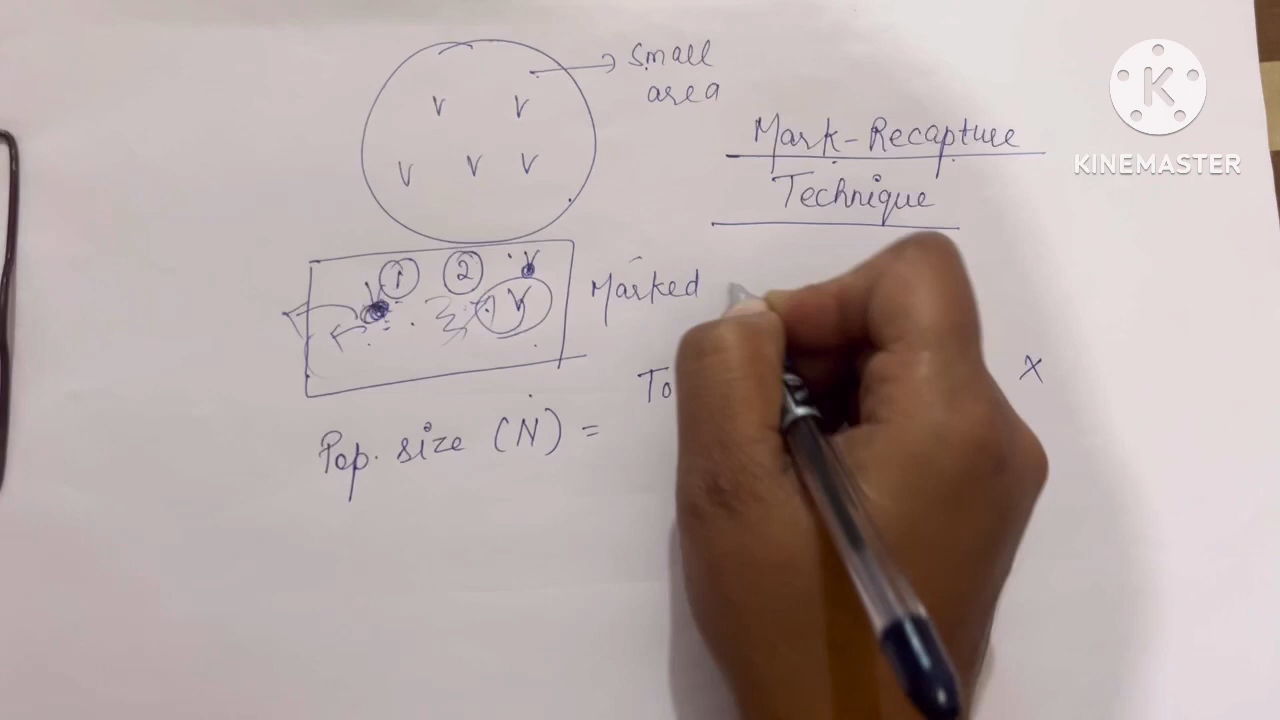 small
area
KINEMASTER
Mark-Recapture
Technique
V V
V V V
1 2 V
V V
Marked
To x
Pop. size (N) =